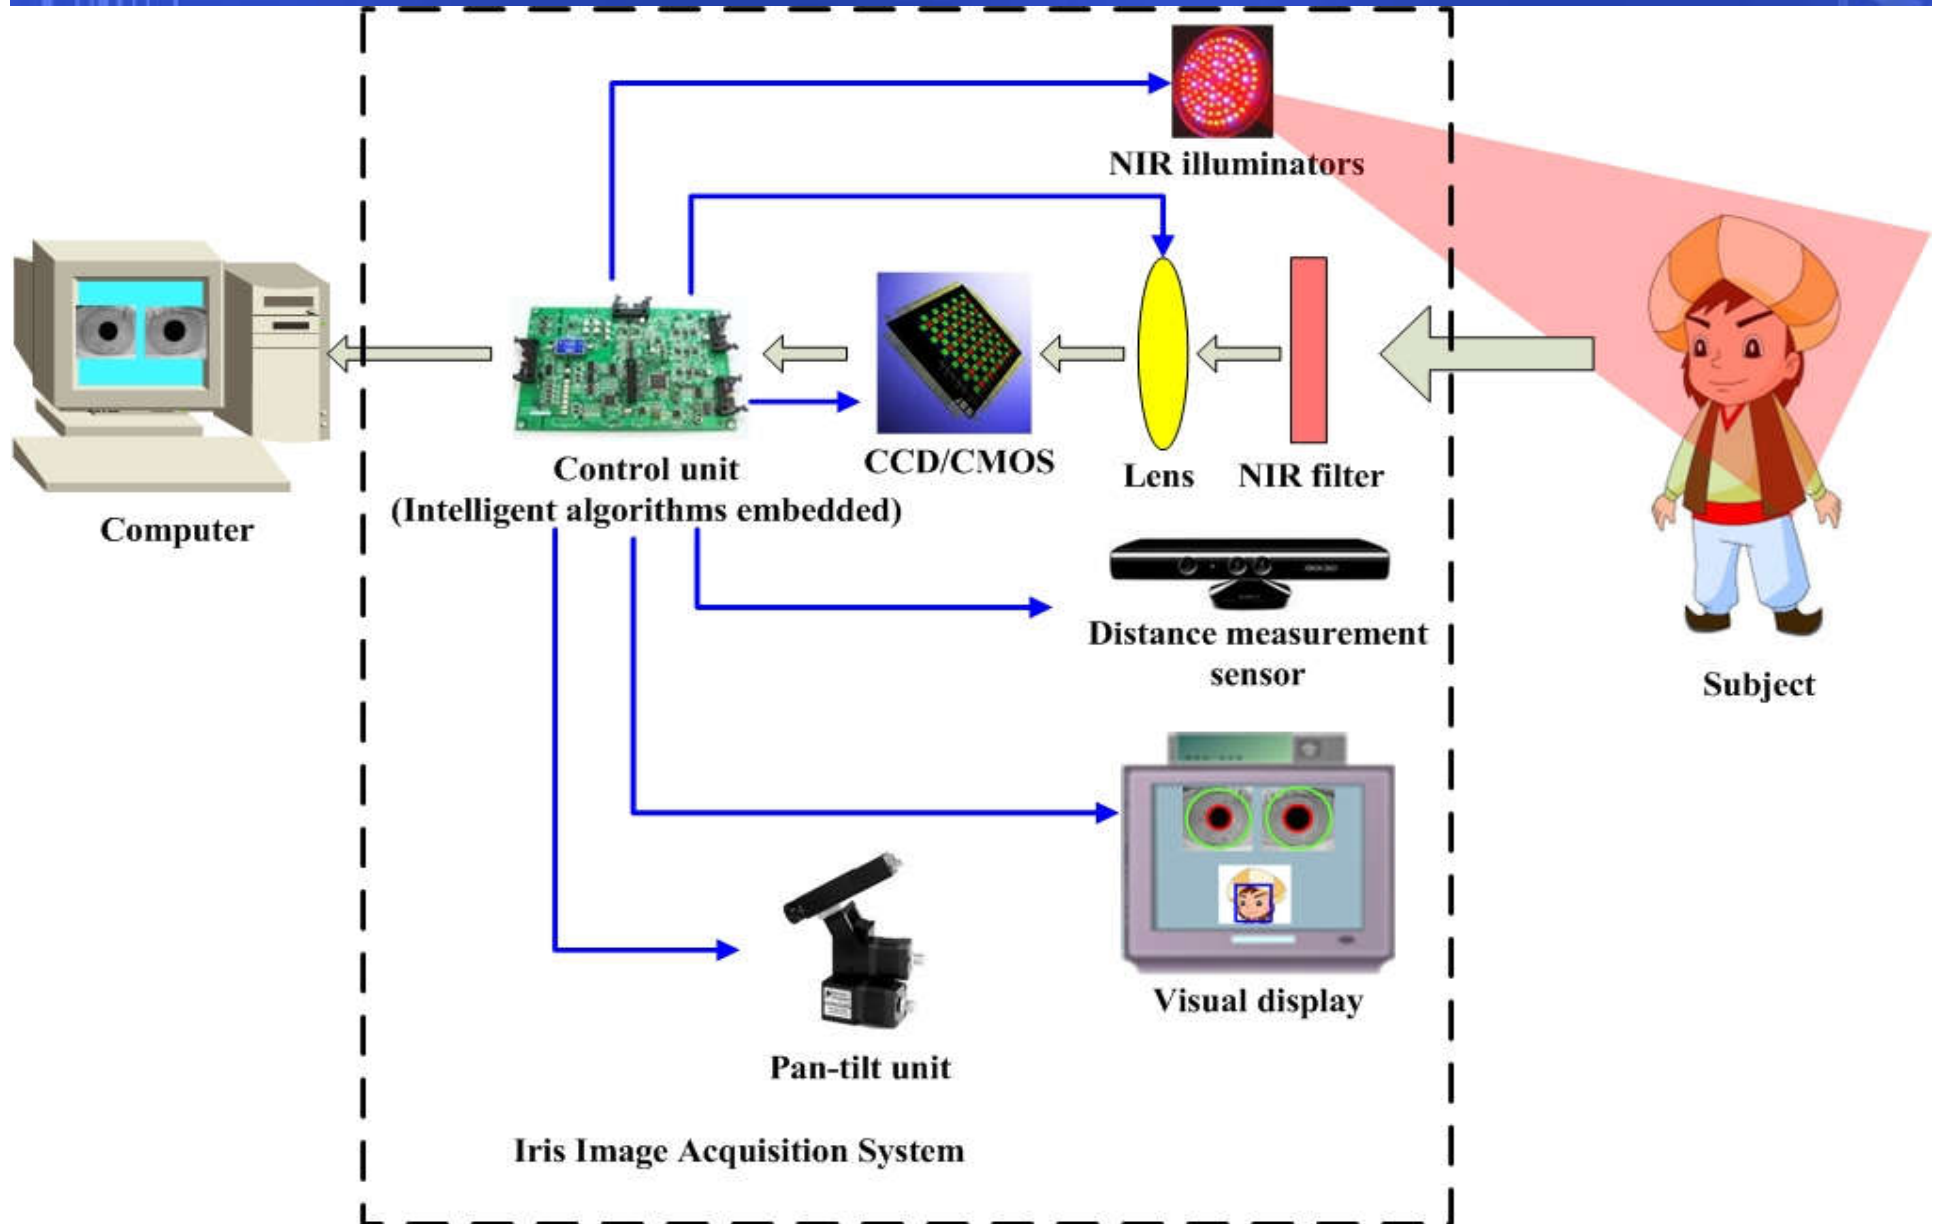 NIR illuminators
Control unit
(Intelligent algorithms embedded)
CCD/CMOS
Lens
NIR filter
Computer
Distance measurement
sensor
Subject
Visual display
Pan-tilt unit
Iris Image Acquisition System